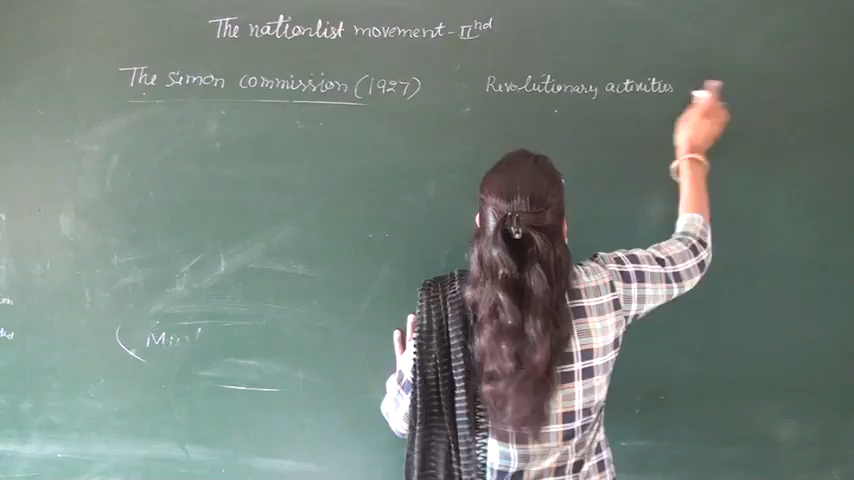 The nationlist movement - IInd
The simon commission (1927)
Revolutionary activities